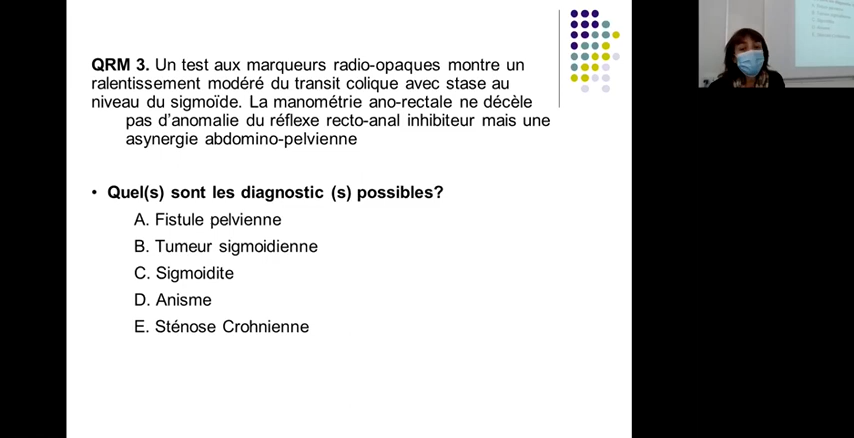 QRM 3. Un test aux marqueurs radio-opaques montre un
ralentissement modéré du transit colique avec stase au
niveau du sigmoïde. La manométrie ano-rectale ne décèle
pas d'anomalie du réflexe recto-anal inhibiteur mais une
asynergie abdomino-pelvienne
• Quel(s) sont les diagnostic (s) possibles?
A. Fistule pelvienne
B. Tumeur sigmoidienne
C. Sigmoidite
D. Anisme
E. Sténose Crohnienne